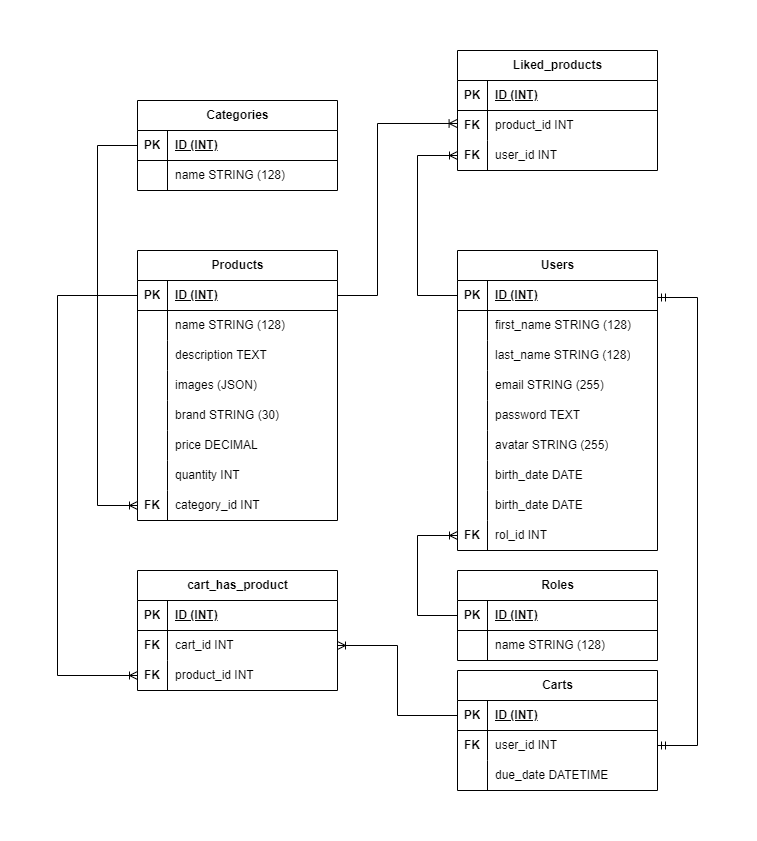 Liked_products
PK ID (INT)
FK product_id INT
FK user_id INT
Categories
PK ID (INT)
name STRING (128)
Products
PK ID (INT)
name STRING (128)
description TEXT
images (JSON)
brand STRING (30)
price DECIMAL
quantity INT
FK category_id INT
Users
PK ID (INT)
first_name STRING (128)
last_name STRING (128)
email STRING (255)
password TEXT
avatar STRING (255)
birth_date DATE
birth_date DATE
FK rol_id INT
cart_has_product
PK ID (INT)
FK cart_id INT
FK product_id INT
Roles
PK ID (INT)
name STRING (128)
Carts
PK ID (INT)
FK user_id INT
due_date DATETIME